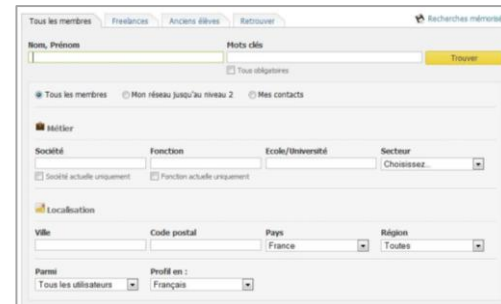 Tous les membres Freelances Anciens élèves Retrouver Recherches mémorisé
Nom, Prénom Mots clés
Trouver
Tous obligatoires
Tous les membres Mon réseau jusqu'au niveau 2 Mes contacts
Métier
Société Fonction Ecole/Université Secteur
Choisissez...
Société actuelle uniquement Fonction actuelle uniquement
Localisation
Ville Code postal Pays Région
France Toutes
Parmi Profil en :
Tous les utilisateurs Français